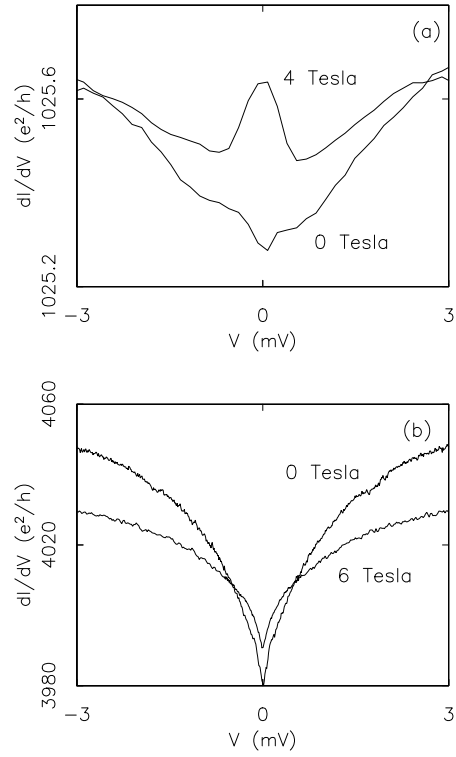 (a)
4 Tesla
0 Tesla
1025.6
1025.2
dI/dV (e²/h)
−3 0 3
V (mV)
(b)
0 Tesla
6 Tesla
4060
4020
3980
dI/dV (e²/h)
−3 0 3
V (mV)